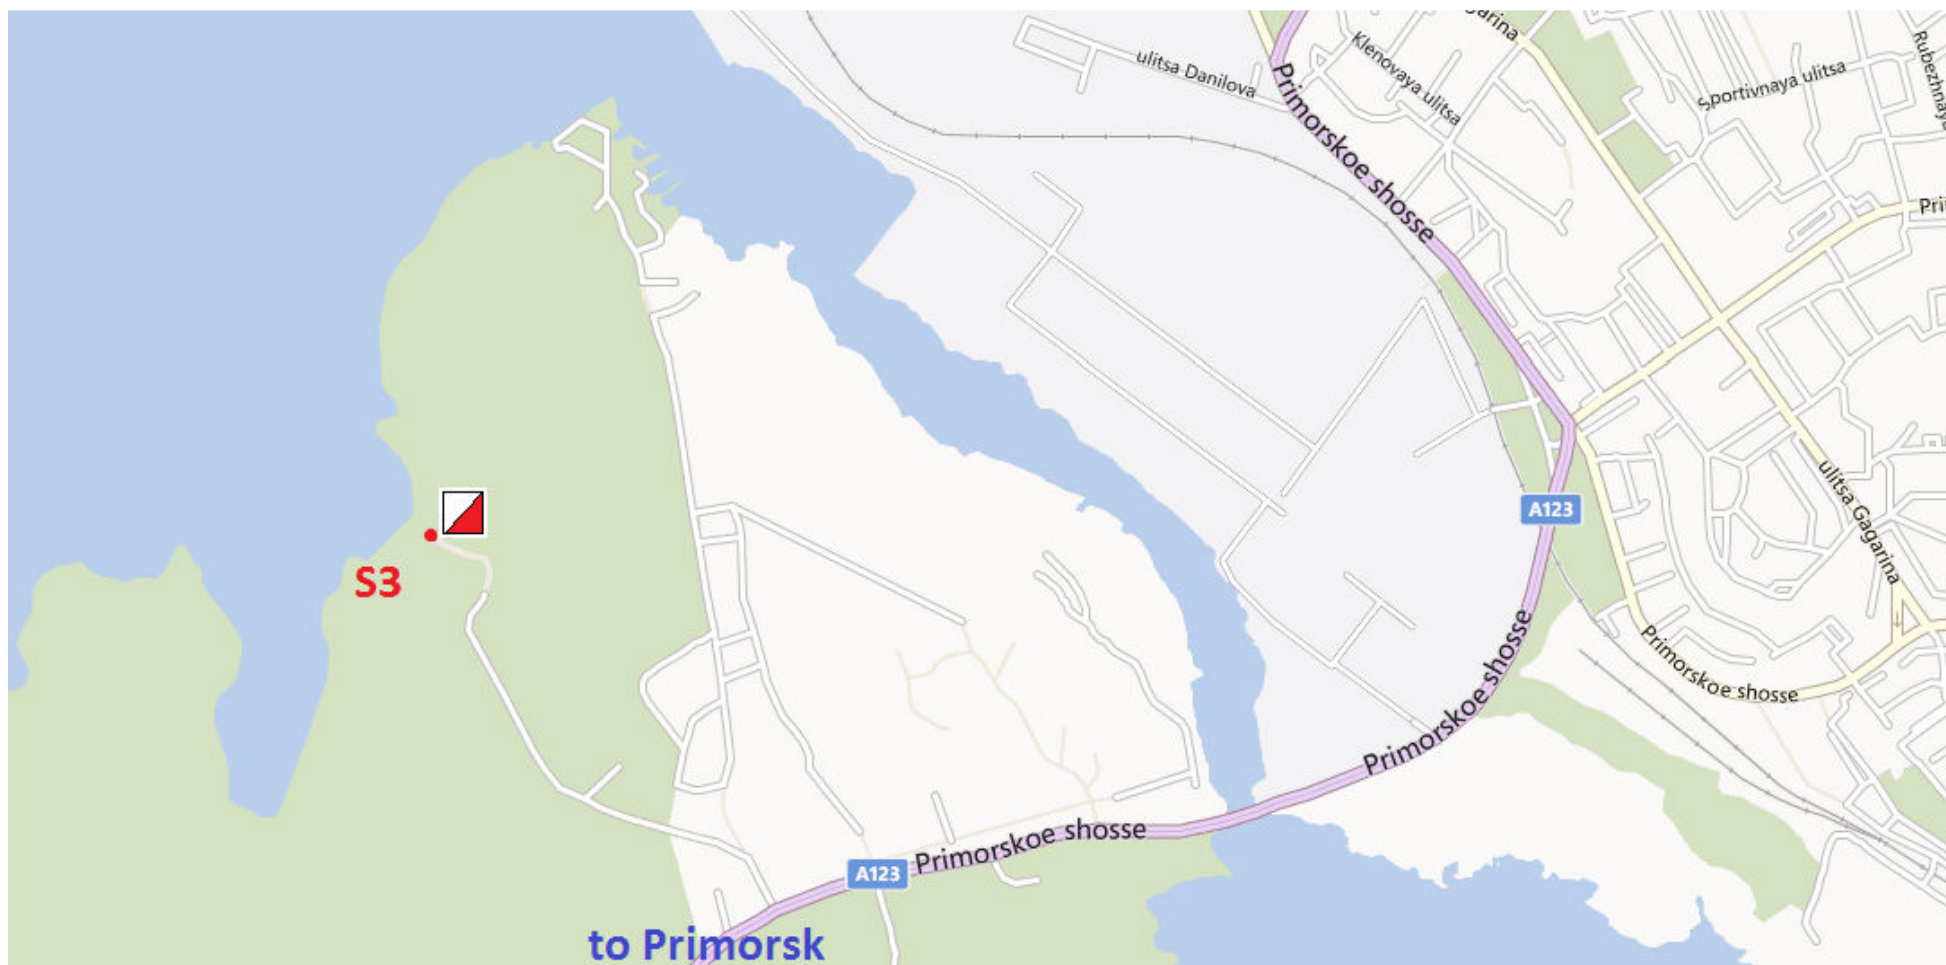 Gagarina
Klenovaya ulitsa
ulitsa Danilova
Sportivnaya ulitsa
Primorskoe shosse
A123
ulitsa Gagarina
Primorskoe shosse
Primorskoe shosse
S3
Primorskoe shosse
A123
to Primorsk